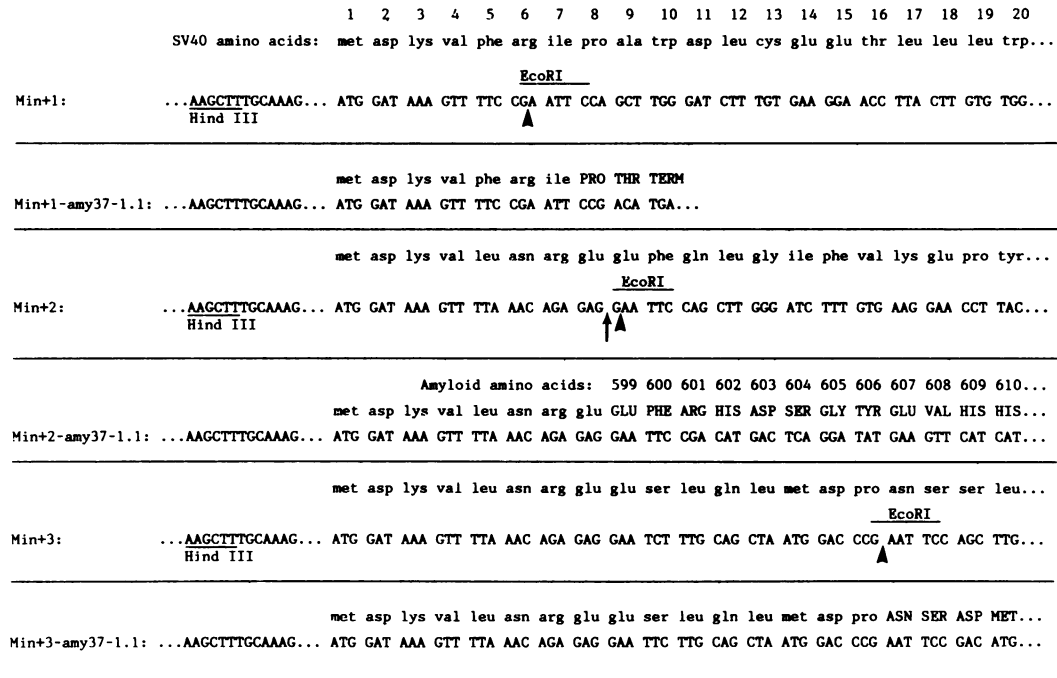 1 2 3 4 5 6 7 8 9 10 11 12 13 14 15 16 17 18 19 20
SV40 amino acids: met asp lys val phe arg ile pro ala trp asp leu cys glu glu thr leu leu leu trp...
EcoRI
Min+1: ...AAGCTTTGCAAAG... ATG GAT AAA GTT TTC CGA ATT CCA GCT TGG GAT CTT TGT GAA GGA ACC TTA CTT GTG TGG...
Hind III
met asp lys val phe arg ile PRO THR TERM
Min+1-amy37-1.1: ...AAGCTTTGCAAAG... ATG GAT AAA GTT TTC CGA ATT CCG ACA TGA...
met asp lys val leu asn arg glu glu phe gln leu gly ile phe val lys glu pro tyr...
EcoRI
Min+2: ...AAGCTTTGCAAAG... ATG GAT AAA GTT TTA AAC AGA GAG GAA TTC CAG CTT GGG ATC TTT GTG AAG GAA CCT TAC...
Hind III
Amyloid amino acids: 599 600 601 602 603 604 605 606 607 608 609 610...
met asp lys val leu asn arg glu GLU PHE ARG HIS ASP SER GLY TYR GLU VAL HIS HIS...
Min+2-amy37-1.1: ...AAGCTTTGCAAAG... ATG GAT AAA GTT TTA AAC AGA GAG GAA TTC CGA CAT GAC TCA GGA TAT GAA GTT CAT CAT...
met asp lys val leu asn arg glu glu ser leu gln leu met asp pro asn ser ser leu...
EcoRI
Min+3: ...AAGCTTTGCAAAG... ATG GAT AAA GTT TTA AAC AGA GAG GAA TCT TTG CAG CTA ATG GAC CCG AAT TCC AGC TTG...
Hind III
met asp lys val leu asn arg glu glu ser leu gln leu met asp pro ASN SER ASP MET...
Min+3-amy37-1.1: ...AAGCTTTGCAAAG... ATG GAT AAA GTT TTA AAC AGA GAG GAA TTC TTG CAG CTA ATG GAC CCG AAT TCC GAC ATG...